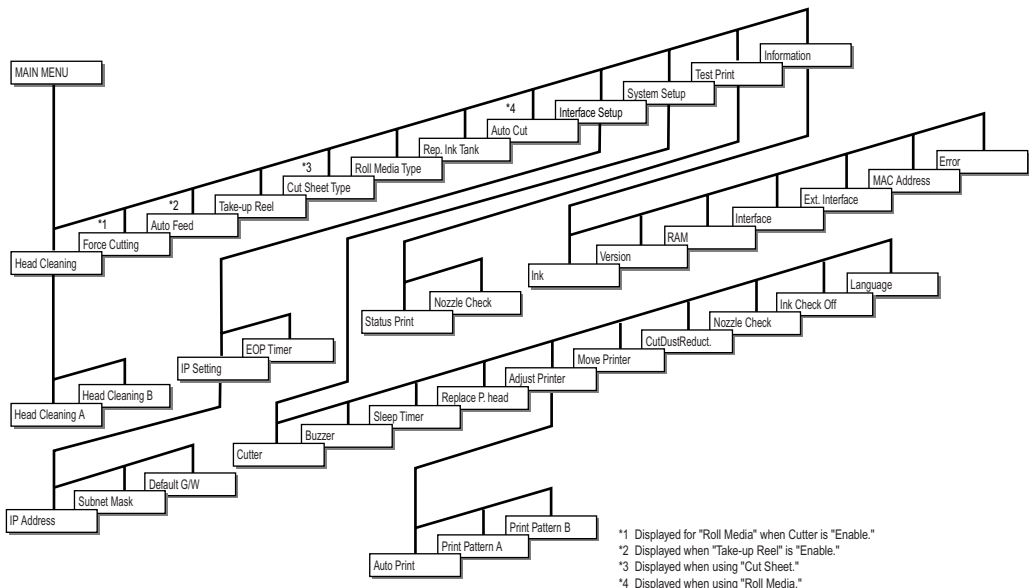 MAIN MENU
Head Cleaning
*1
Force Cutting
*2
Auto Feed
Take-up Reel
*3
Cut Sheet Type
Roll Media Type
Rep. Ink Tank
*4
Auto Cut
Interface Setup
System Setup
Test Print
Information
Head Cleaning A
Head Cleaning B
IP Setting
EOP Timer
IP Address
Subnet Mask
Default G/W
Status Print
Nozzle Check
Ink
Version
RAM
Interface
Ext. Interface
MAC Address
Error
Cutter
Buzzer
Sleep Timer
Replace P. head
Adjust Printer
Move Printer
CutDustReduct.
Nozzle Check
Ink Check Off
Language
Auto Print
Print Pattern A
Print Pattern B
*1 Displayed for "Roll Media" when Cutter is "Enable."
*2 Displayed when "Take-up Reel" is "Enable."
*3 Displayed when using "Cut Sheet."
*4 Displayed when using "Roll Media."